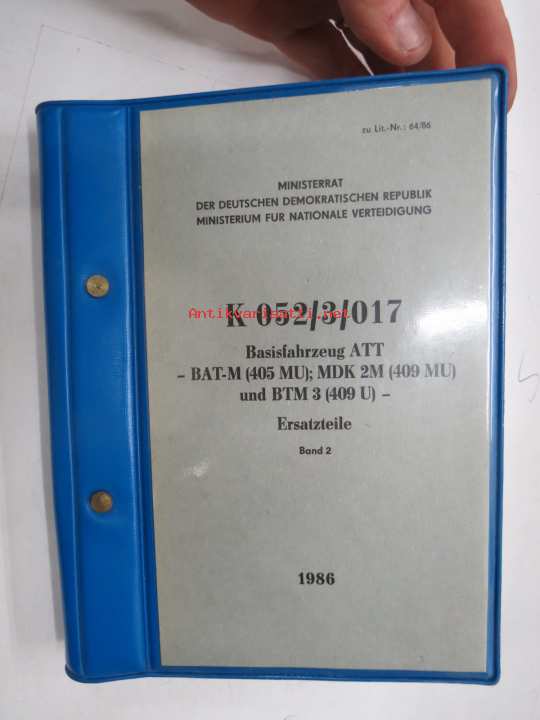 zu Lit.-Nr.: 64/86
MINISTERRAT
DER DEUTSCHEN DEMOKRATISCHEN REPUBLIK
MINISTERIUM FÜR NATIONALE VERTEIDIGUNG
K 052/3/017
Antikvariaatti.net
Basisfahrzeug ATT
– BAT-M (405 MU); MDK 2M (409 MU)
und BTM 3 (409 U) –
Ersatzteile
Band 2
1986